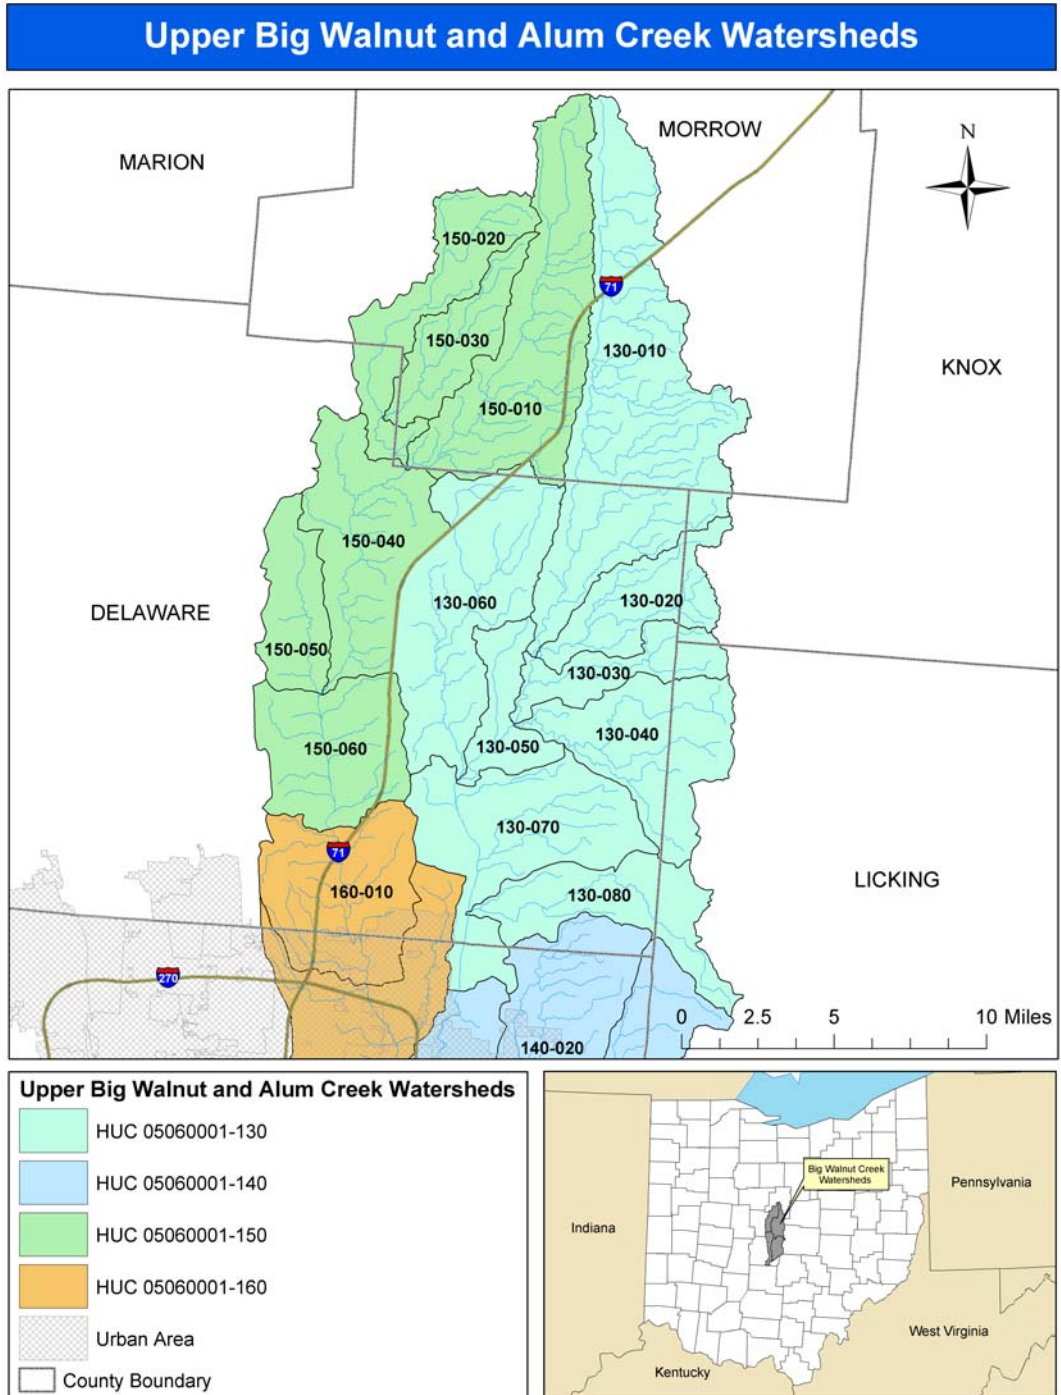 Upper Big Walnut and Alum Creek Watersheds
MORROW
MARION
N
150-020
71
150-030
130-010
KNOX
150-010
150-040
130-020
130-060
DELAWARE
150-050
130-030
130-040
130-050
150-060
130-070
71
LICKING
160-010
130-080
270
0 2.5 5 10 Miles
140-020
Upper Big Walnut and Alum Creek Watersheds
HUC 05060001-130
HUC 05060001-140
HUC 05060001-150
HUC 05060001-160
Urban Area
County Boundary
Big Walnut Creek
Watersheds
Pennsylvania
Indiana
West Virginia
Kentucky